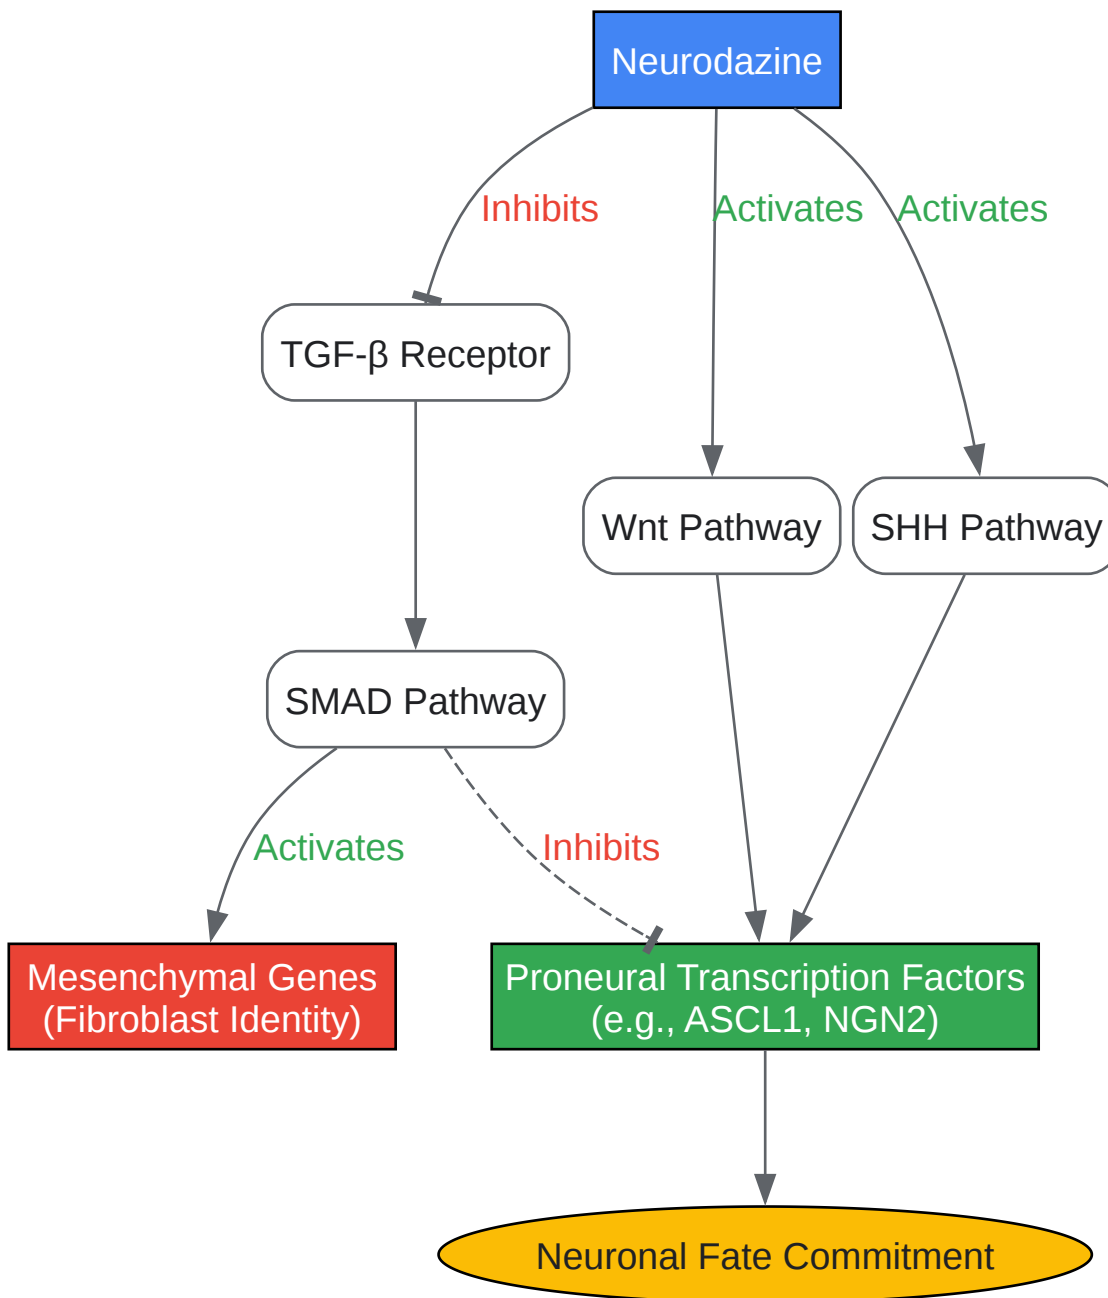 Neurodazine
Inhibits
Activates
Activates
TGF-β Receptor
Wnt Pathway
SHH Pathway
SMAD Pathway
Activates
Inhibits
Mesenchymal Genes
(Fibroblast Identity)
Proneural Transcription Factors
(e.g., ASCL1, NGN2)
Neuronal Fate Commitment